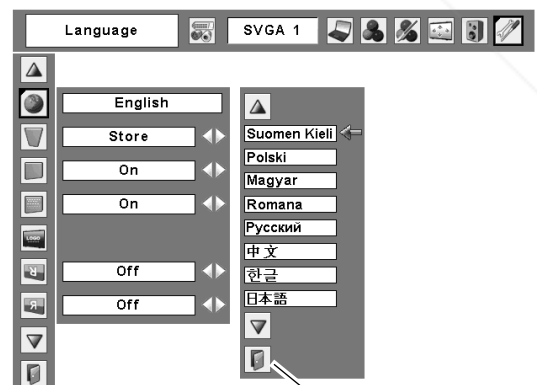 Language
SVGA 1
English
Store
On
On
LOGO
Off
Off
Suomen Kieli
Polski
Magyar
Romana
Русский
中文
한글
日本語